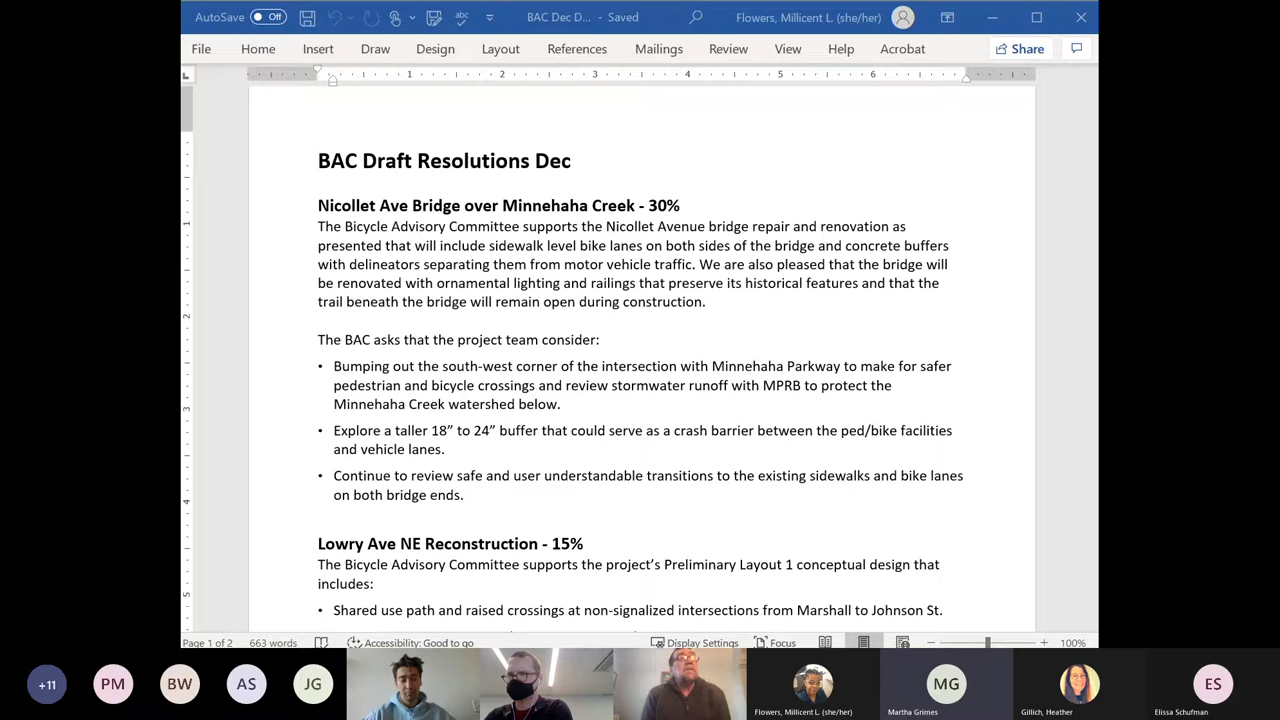 AutoSave Off BAC Dec D... - Saved Flowers, Millicent L. (she/her)
File Home Insert Draw Design Layout References Mailings Review View Help Acrobat Share
1 2 3 4 5 6
BAC Draft Resolutions Dec
Nicollet Ave Bridge over Minnehaha Creek - 30%
The Bicycle Advisory Committee supports the Nicollet Avenue bridge repair and renovation as
presented that will include sidewalk level bike lanes on both sides of the bridge and concrete buffers
with delineators separating them from motor vehicle traffic. We are also pleased that the bridge will
be renovated with ornamental lighting and railings that preserve its historical features and that the
trail beneath the bridge will remain open during construction.
The BAC asks that the project team consider:
• Bumping out the south-west corner of the intersection with Minnehaha Parkway to make for safer
pedestrian and bicycle crossings and review stormwater runoff with MPRB to protect the
Minnehaha Creek watershed below.
• Explore a taller 18” to 24” buffer that could serve as a crash barrier between the ped/bike facilities
and vehicle lanes.
• Continue to review safe and user understandable transitions to the existing sidewalks and bike lanes
on both bridge ends.
Lowry Ave NE Reconstruction - 15%
The Bicycle Advisory Committee supports the project’s Preliminary Layout 1 conceptual design that
includes:
• Shared use path and raised crossings at non-signalized intersections from Marshall to Johnson St.
Page 1 of 2 663 words Accessibility: Good to go Display Settings Focus 100%
+11 PM BW AS JG MG ES
Flowers, Millicent L. (she/her) Martha Grimes Gillich, Heather Elissa Schufman